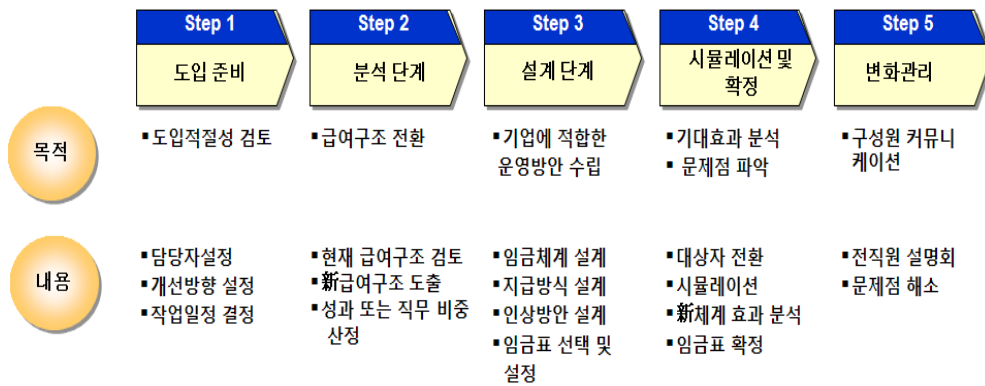 Step 1
도입 준비
Step 2
분석 단계
Step 3
설계 단계
Step 4
시뮬레이션 및
확정
Step 5
변화관리
목적
▪도입적절성 검토
▪급여구조 전환
▪기업에 적합한
운영방안 수립
▪기대효과 분석
▪ 문제점 파악
▪구성원 커뮤니
케이션
내용
▪담당자설정
▪개선방향 설정
▪작업일정 결정
▪현재 급여구조 검토
▪新급여구조 도출
▪성과 또는 직무 비중
산정
▪임금체계 설계
▪지급방식 설계
▪인상방안 설계
▪임금표 선택 및
설정
▪대상자 전환
▪시뮬레이션
▪新체계 효과 분석
▪임금표 확정
▪전직원 설명회
▪문제점 해소